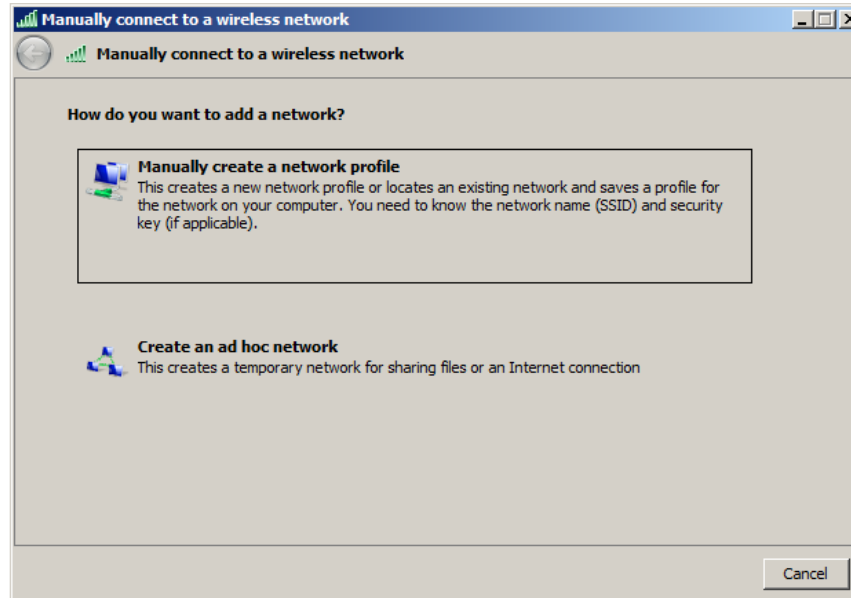 Manually connect to a wireless network
Manually connect to a wireless network
How do you want to add a network?
Manually create a network profile
This creates a new network profile or locates an existing network and saves a profile for
the network on your computer. You need to know the network name (SSID) and security
key (if applicable).
Create an ad hoc network
This creates a temporary network for sharing files or an Internet connection
Cancel